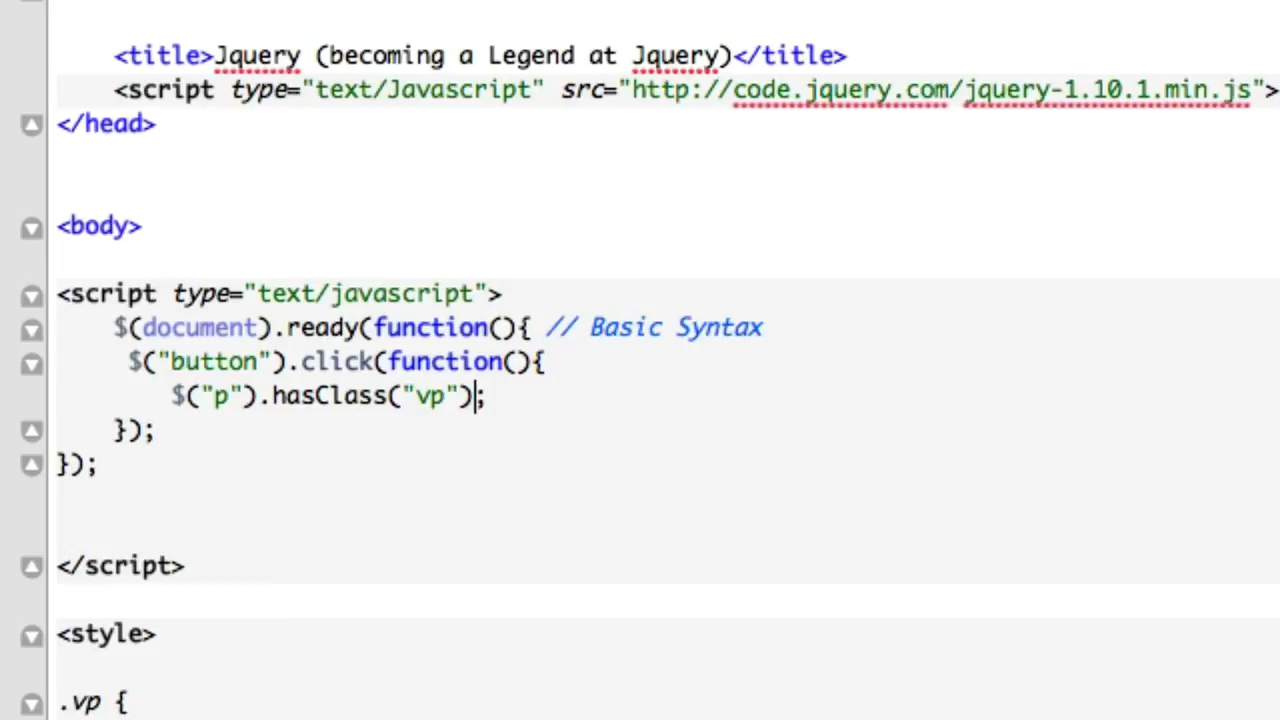 <title>Jquery (becoming a Legend at Jquery)</title>
<script type="text/Javascript" src="http://code.jquery.com/jquery-1.10.1.min.js">
</head>
<body>
<script type="text/javascript">
$(document).ready(function(){ // Basic Syntax
$("button").click(function(){
$("p").hasClass("vp");
});
});
</script>
<style>
.vp {